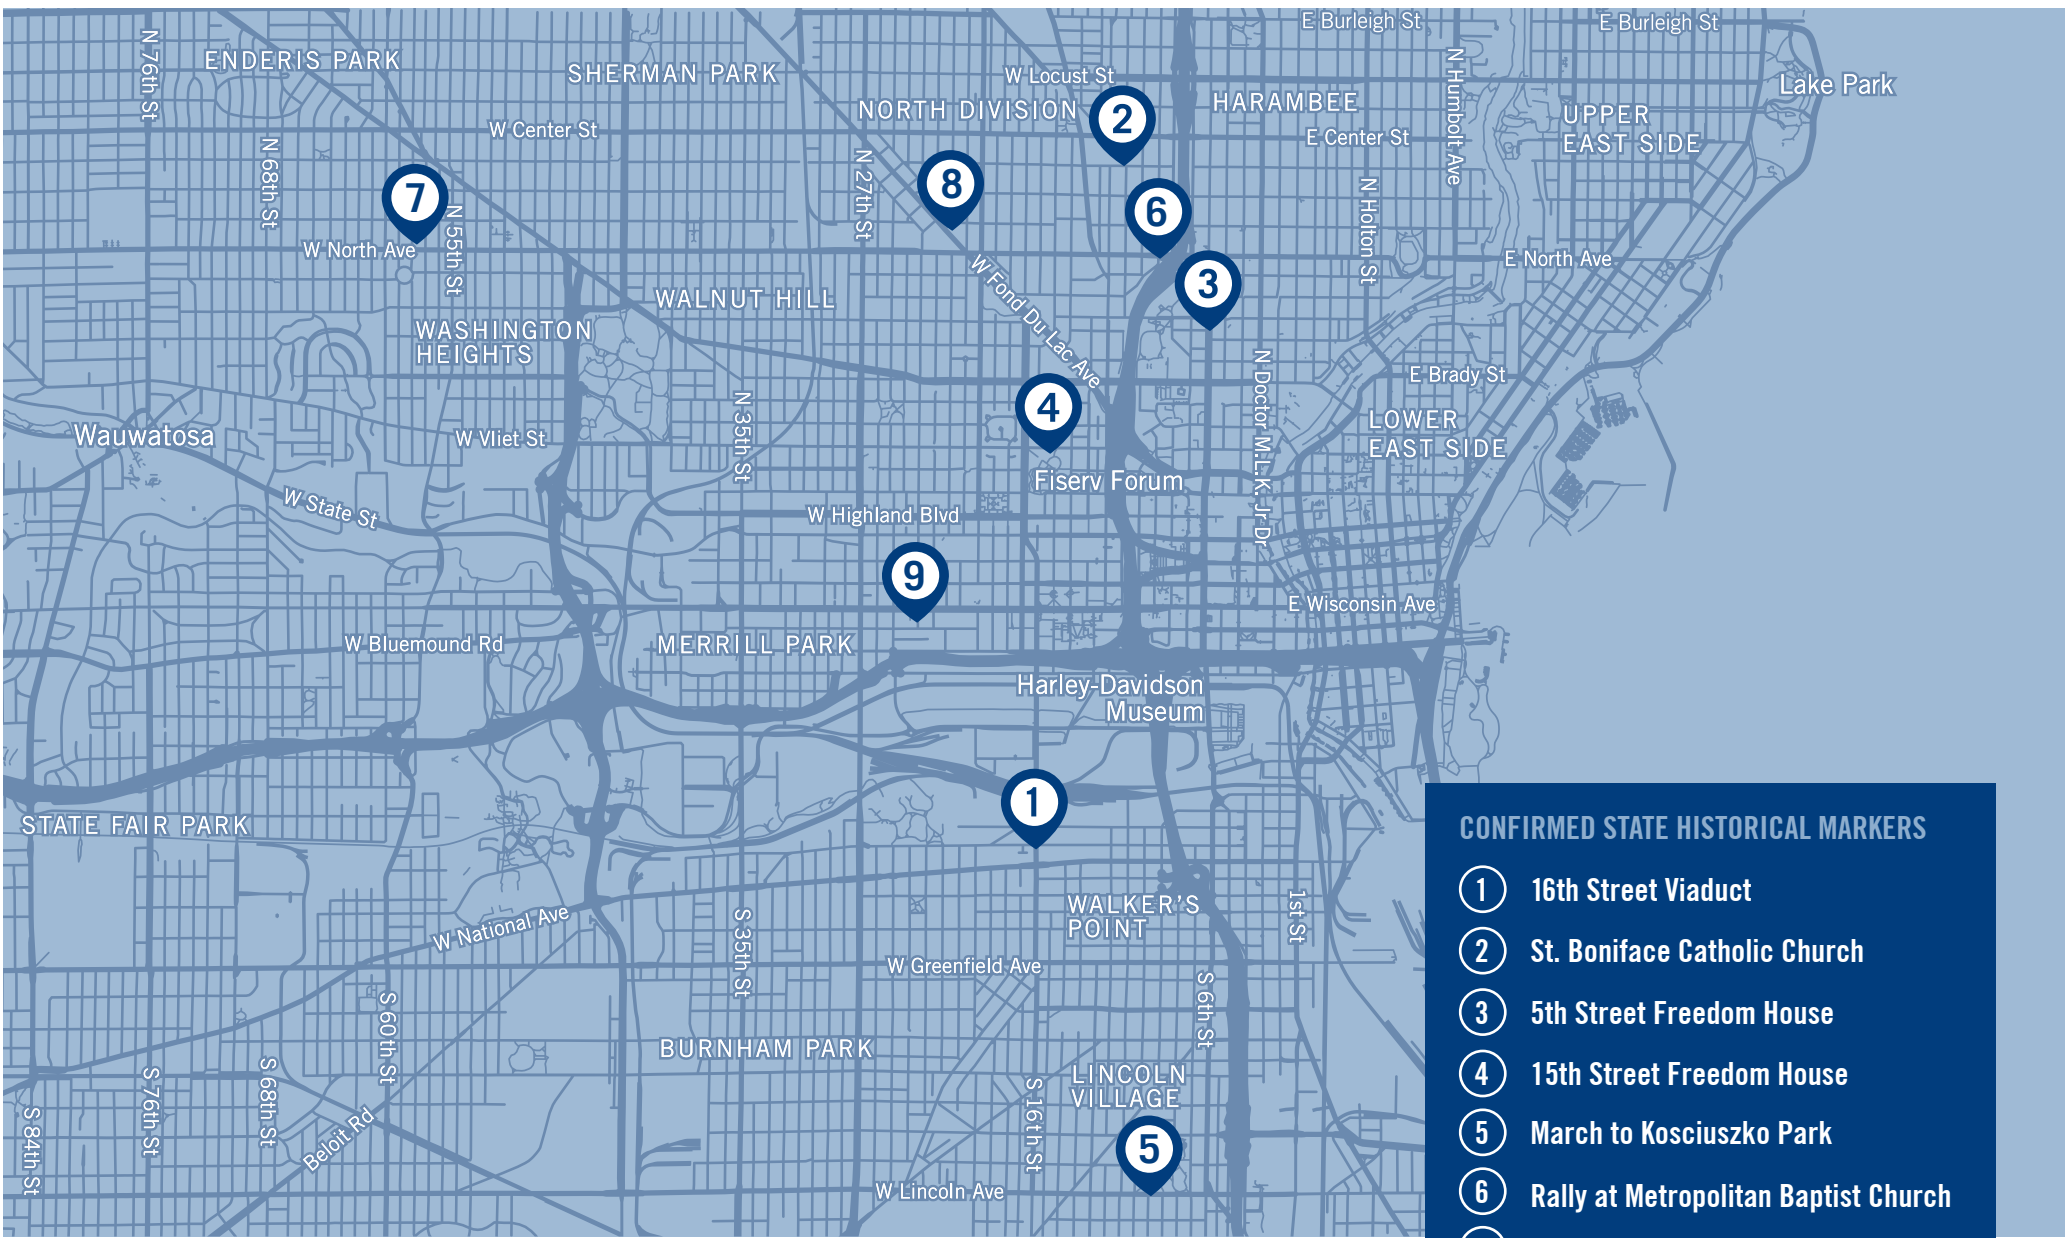 E Burleigh St
E Burleigh St
N 76th St
ENDERIS PARK
SHERMAN PARK
W Locust St
N Humbolt Ave
Lake Park
NORTH DIVISION
2
HARAMBEE
UPPER
EAST SIDE
W Center St
E Center St
N 68th St
7
N 55th St
N 27th St
8
6
N Holton St
W North Ave
E North Ave
W Fond Du Lac Ave
3
WALNUT HILL
WASHINGTON
HEIGHTS
N Doctor M.L.K. Jr Dr
E Brady St
4
N 35th St
LOWER
EAST SIDE
Wauwatosa
W Vliet St
Fiserv Forum
W State St
W Highland Blvd
9
E Wisconsin Ave
W Bluemound Rd
MERRILL PARK
Harley-Davidson
Museum
1
STATE FAIR PARK
W National Ave
S 35th St
WALKER'S
POINT
1st St
W Greenfield Ave
S 60th St
S 6th St
BURNHAM PARK
LINCOLN
VILLAGE
S 84th St
S 76th St
S 68th St
Beloit Rd
S 16th St
5
W Lincoln Ave
CONFIRMED STATE HISTORICAL MARKERS
1 16th Street Viaduct
2 St. Boniface Catholic Church
3 5th Street Freedom House
4 15th Street Freedom House
5 March to Kosciuszko Park
6 Rally at Metropolitan Baptist Church